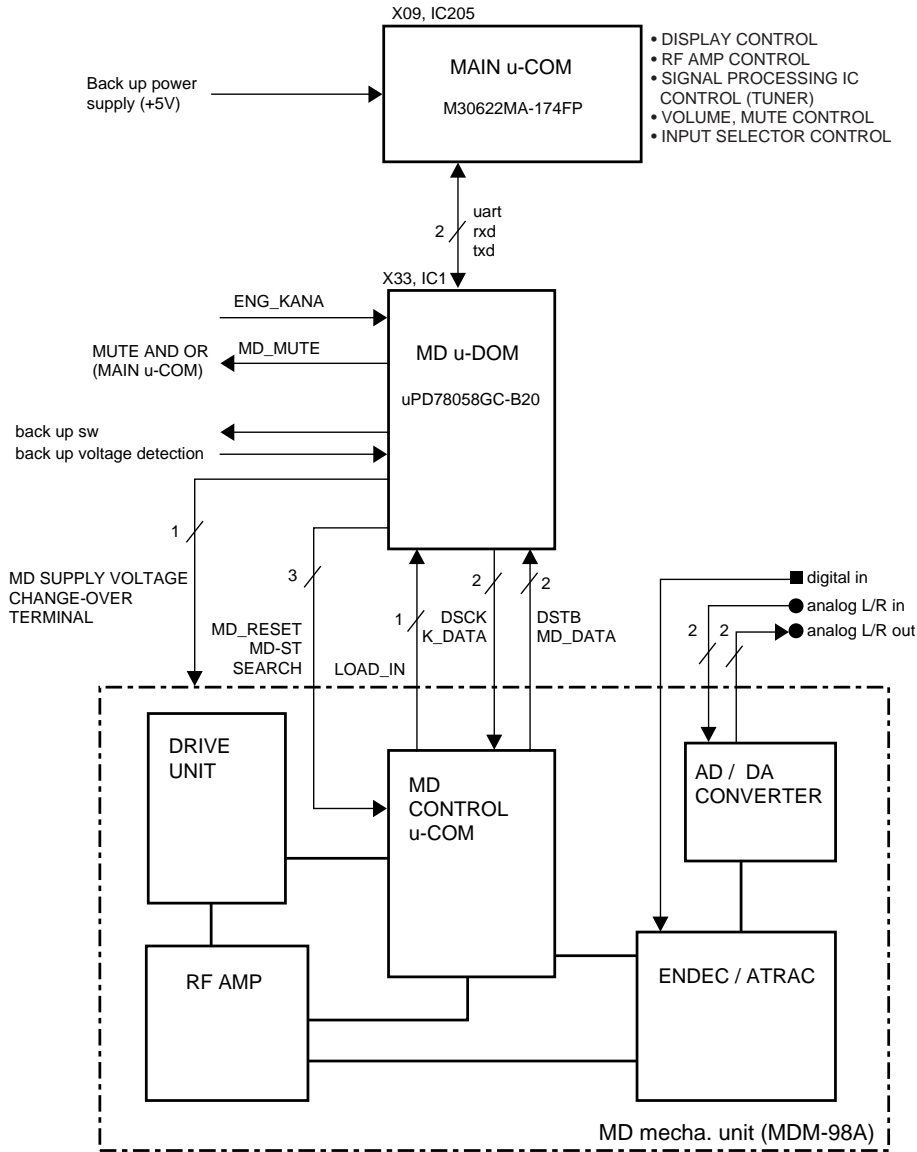 X09, IC205
MAIN u-COM
M30622MA-174FP
• DISPLAY CONTROL
• RF AMP CONTROL
• SIGNAL PROCESSING IC
CONTROL (TUNER)
• VOLUME, MUTE CONTROL
• INPUT SELECTOR CONTROL
Back up power
supply (+5V)
2
uart
rxd
txd
X33, IC1
ENG_KANA
MD u-DOM
uPD78058GC-B20
MUTE AND OR
(MAIN u-COM)
MD_MUTE
back up sw
back up voltage detection
1
MD SUPPLY VOLTAGE
CHANGE-OVER
TERMINAL
3
MD_RESET
MD-ST
SEARCH
1
LOAD_IN
2
DSCK
K_DATA
2
DSTB
MD_DATA
digital in
analog L/R in
analog L/R out
2
2
DRIVE
UNIT
MD
CONTROL
u-COM
AD / DA
CONVERTER
RF AMP
ENDEC / ATRAC
MD mecha. unit (MDM-98A)